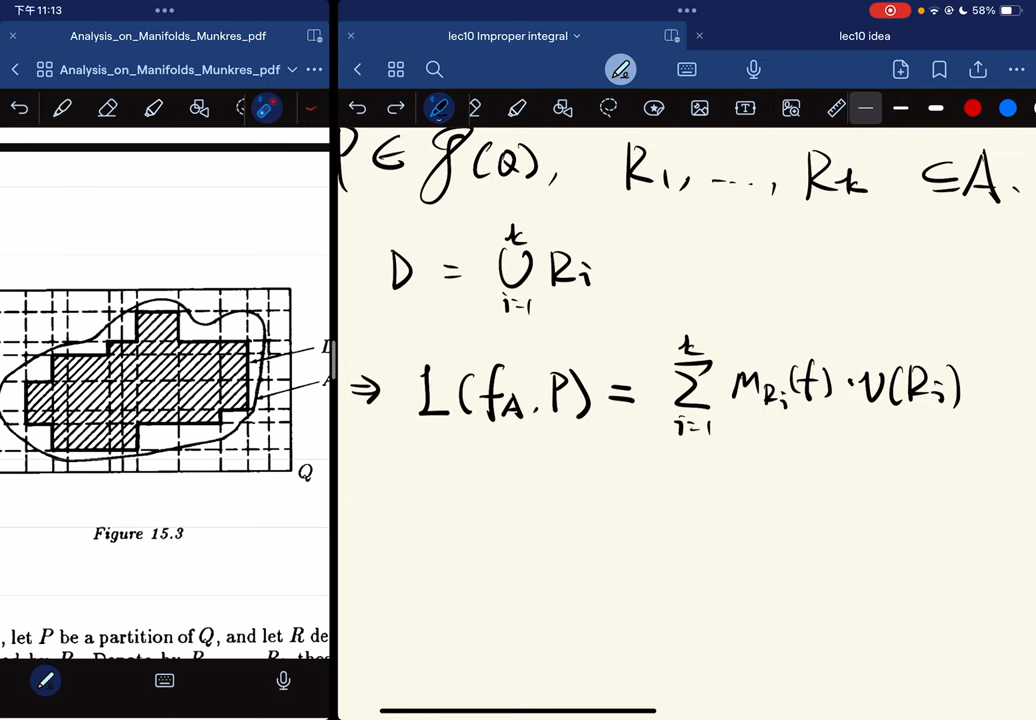 下午11:13
58%
Analysis_on_Manifolds_Munkres_pdf
Analysis_on_Manifolds_Munkres_pdf
lec10 Improper integral
lec10 idea
P ∈ 𝒫(Q), R₁, ..., Rₖ ⊆ A.
D = ⋃ᵢ₌₁ᵏ Rᵢ
⇒ L(f_A, P) = ∑ᵢ₌₁ᵏ m_{Rᵢ}(f) · v(Rᵢ)
Q
Figure 15.3
, let P be a partition of Q, and let R de